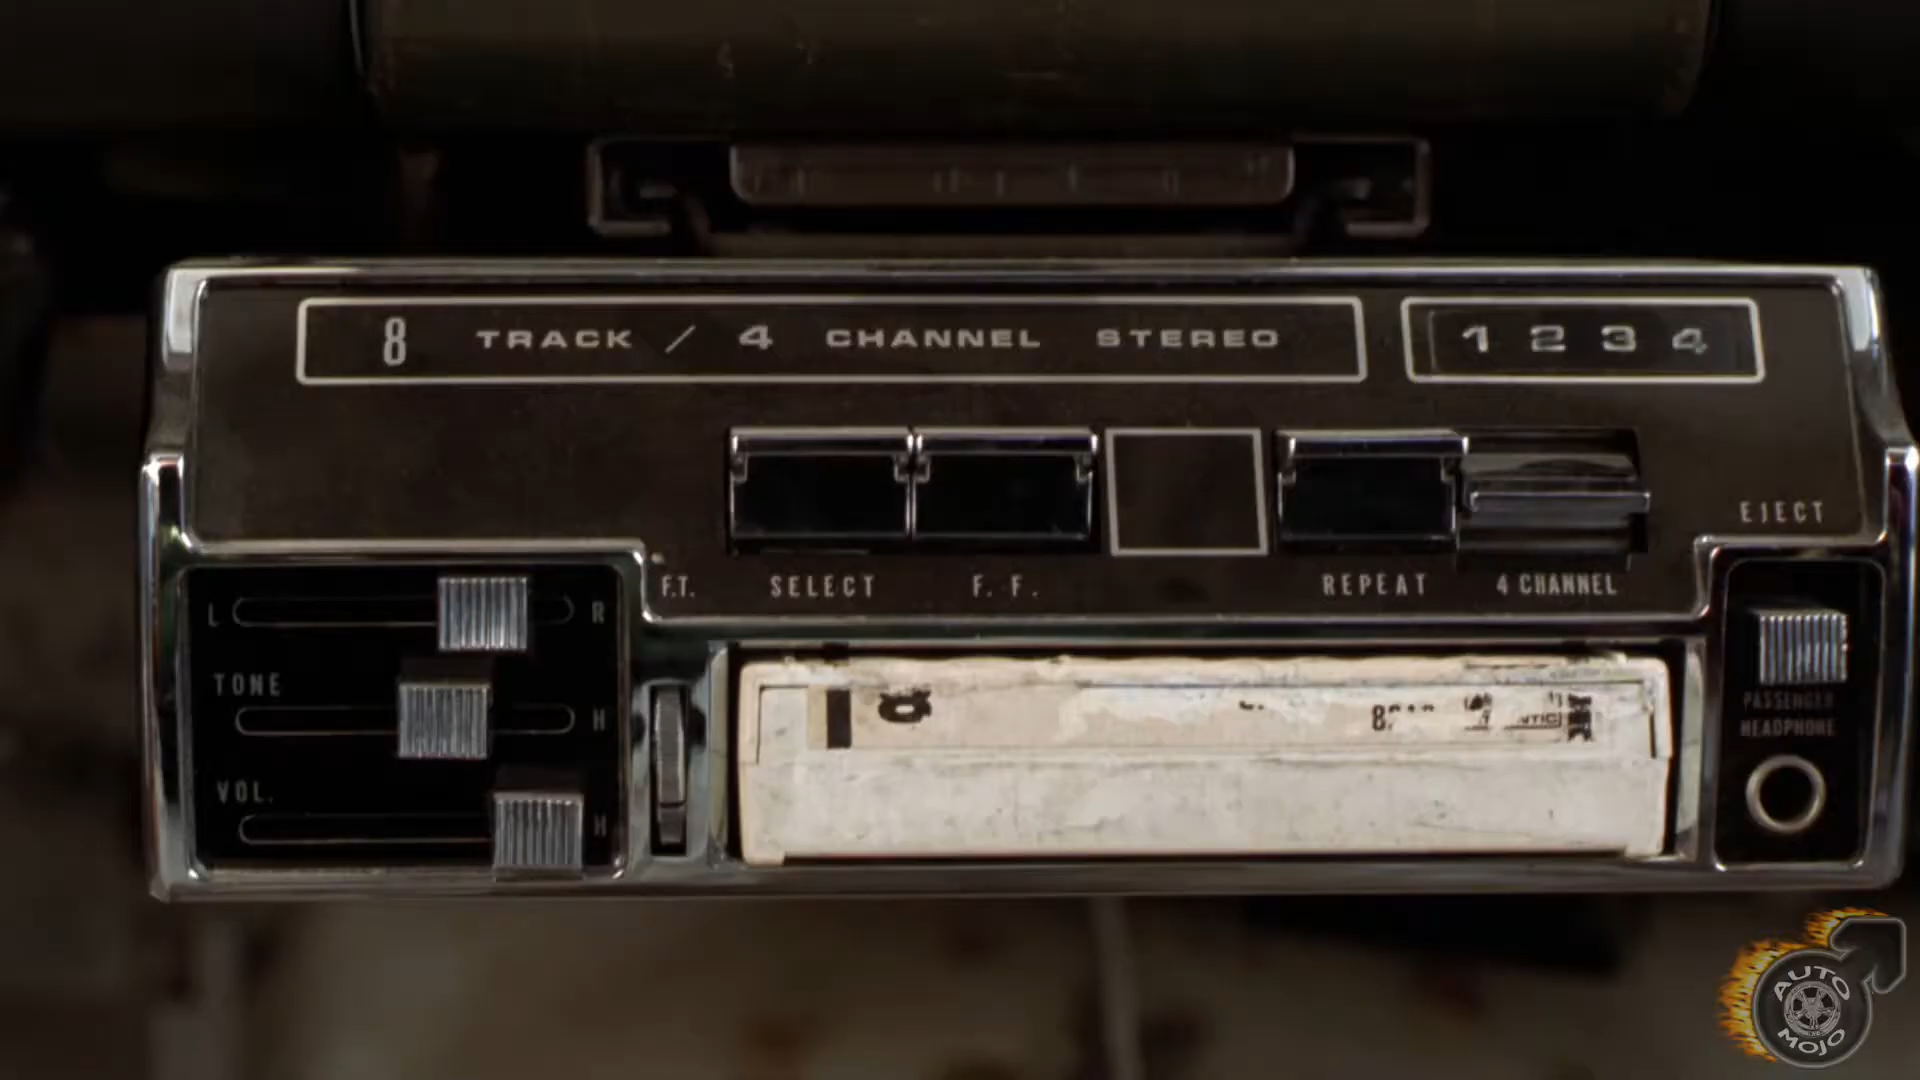 8 TRACK / 4 CHANNEL STEREO
1 2 3 4
EJECT
F.T.
SELECT
F. F.
REPEAT
4 CHANNEL
L
R
TONE
H
VOL.
H
8
PASSENGER
HEADPHONE
AUTO
MOJO